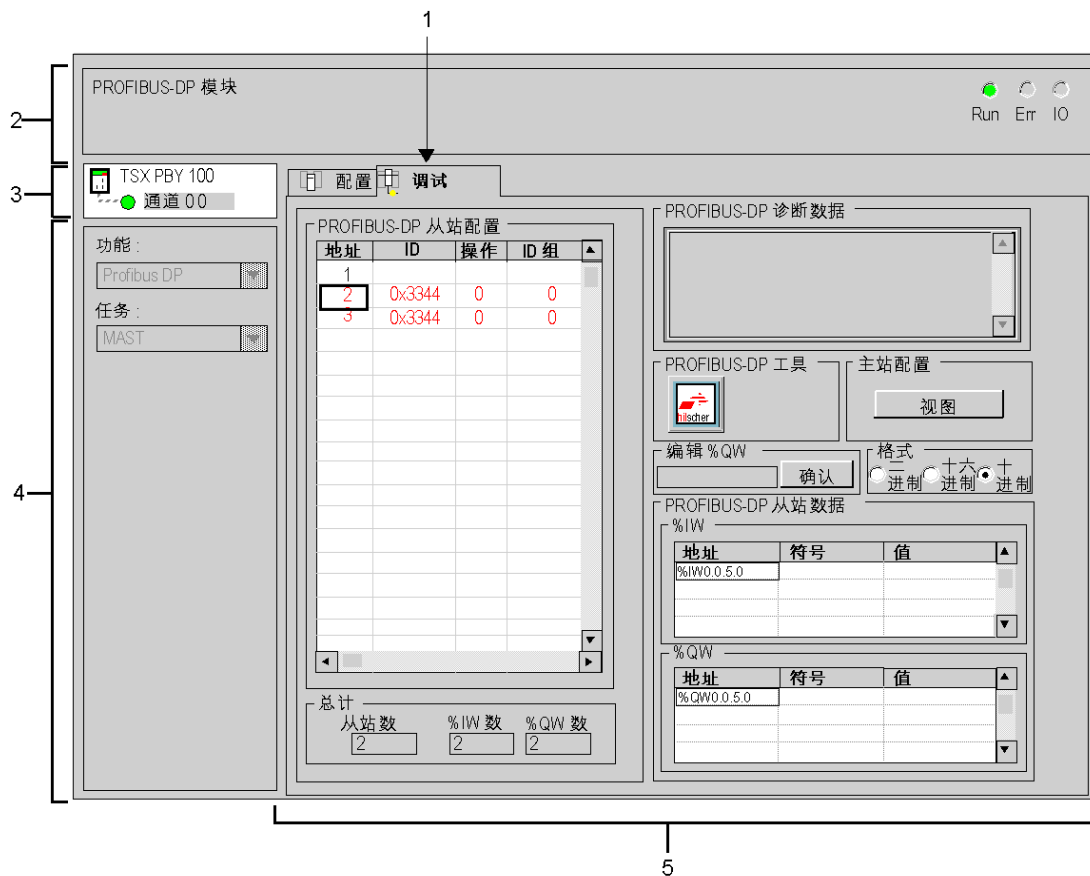 1
PROFIBUS-DP 模块
Run Err IO
2
TSX PBY 100
通道 0 0
3
配置
调试
功能 :
Profibus DP
任务 :
MAST
4
PROFIBUS-DP 从站配置
地址 ID 操作 ID 组
1
2 0x3344 0 0
3 0x3344 0 0
总计
从站数 %IW 数 %QW 数
2 2 2
PROFIBUS-DP 诊断数据
PROFIBUS-DP 工具
hilscher
主站配置
视图
编辑 %QW
确认
格式
二进制 十六进制 十进制
PROFIBUS-DP 从站数据
%IW
地址 符号 值
%IW0.0.5.0
%QW
地址 符号 值
%QW0.0.5.0
5